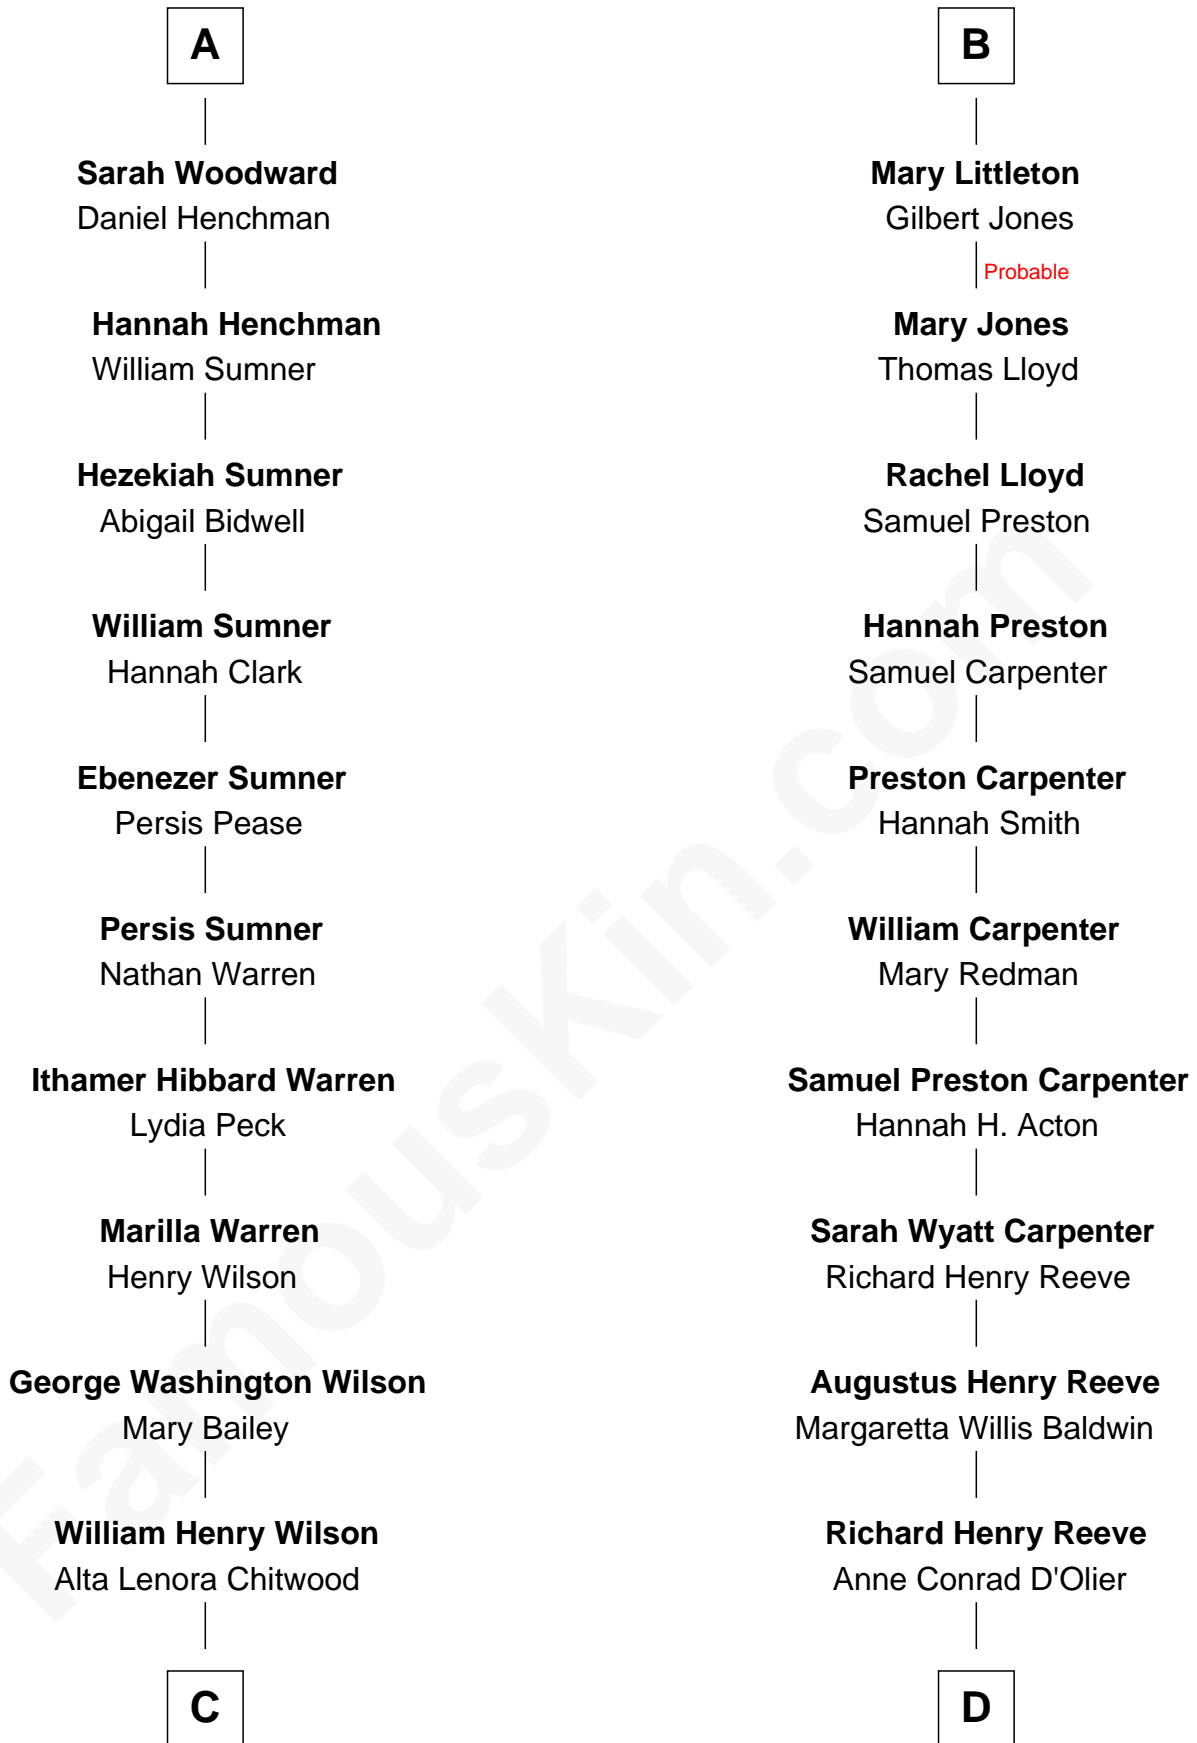 A
Sarah Woodward
Daniel Henchman
Hannah Henchman
William Sumner
Hezekiah Sumner
Abigail Bidwell
William Sumner
Hannah Clark
Ebenezer Sumner
Persis Pease
Persis Sumner
Nathan Warren
Ithamer Hibbard Warren
Lydia Peck
Marilla Warren
Henry Wilson
George Washington Wilson
Mary Bailey
William Henry Wilson
Alta Lenora Chitwood
C
B
Mary Littleton
Gilbert Jones
Probable
Mary Jones
Thomas Lloyd
Rachel Lloyd
Samuel Preston
Hannah Preston
Samuel Carpenter
Preston Carpenter
Hannah Smith
William Carpenter
Mary Redman
Samuel Preston Carpenter
Hannah H. Acton
Sarah Wyatt Carpenter
Richard Henry Reeve
Augustus Henry Reeve
Margaretta Willis Baldwin
Richard Henry Reeve
Anne Conrad D'Olier
D
FamousKin.com